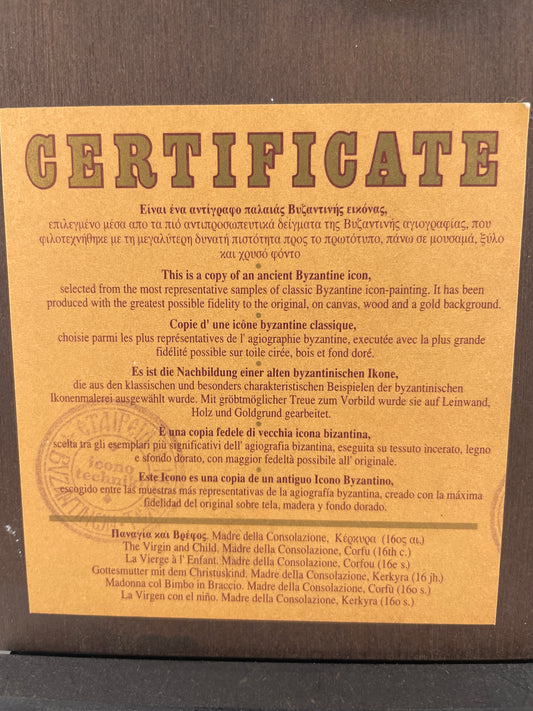 CERTIFICATE
Είναι ένα αντίγραφο παλαιάς Βυζαντινής εικόνας,
επιλεγμένο μέσα απο τα πιό αντιπροσωπευτικά δείγματα της Βυζαντινής αγιογραφίας, που
φιλοτεχνήθηκε με τη μεγαλύτερη δυνατή πιστότητα προς το πρωτότυπο, πάνω σε μουσαμά, ξύλο
και χρυσό φόντο
This is a copy of an ancient Byzantine icon,
selected from the most representative samples of classic Byzantine icon-painting. It has been
produced with the greatest possible fidelity to the original, on canvas, wood and a gold background.
Copie d' une icône byzantine classique,
choisie parmi les plus représentatives de l' agiographie byzantine, executée avec la plus grande
fidélité possible sur toile cirée, bois et fond doré.
Es ist die Nachbildung einer alten byzantinischen Ikone,
die aus den klassischen und besonders charakteristischen Beispielen der byzantinischen
Ikonenmalerei ausgewählt wurde. Mit gröbtmöglicher Treue zum Vorbild wurde sie auf Leinwand,
Holz und Goldgrund gearbeitet.
È una copia fedele di vecchia icona bizantina,
scelta tra gli esemplari più significativi dell' agiografia bizantina, eseguita su tessuto incerato, legno
e sfondo dorato, con maggior fedeltà possibile all' originale.
Este Icono es una copia de un antiguo Icono Byzantino,
escogido entre las muestras más representativas de la agiografía byzantina, creado con la máxima
fidelidad del original sobre tela, madera y fondo dorado.
icono
techniki
Παναγία και Βρέφος. Madre della Consolazione, Κέρκυρα (16ος αι.)
The Virgin and Child. Madre della Consolazione, Corfu (16th c.)
La Vierge à l' Enfant. Madre della Consolazione, Corfou (16e s.)
Gottesmutter mit dem Christuskind. Madre della Consolazione, Kerkyra (16 jh.)
Madonna col Bimbo in Braccio. Madre della Consolazione, Corfù (16o s.)
La Virgen con el niño. Madre della Consolazione, Kerkyra (16o s.)